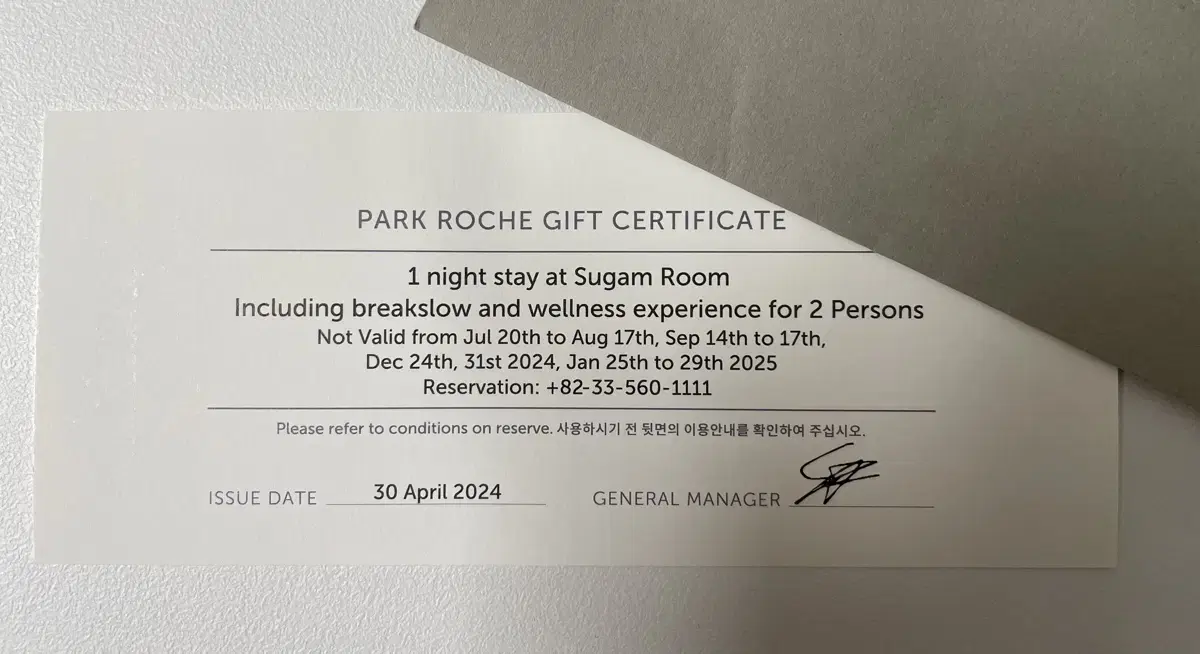 PARK ROCHE GIFT CERTIFICATE
1 night stay at Sugam Room
Including breakslow and wellness experience for 2 Persons
Not Valid from Jul 20th to Aug 17th, Sep 14th to 17th,
Dec 24th, 31st 2024, Jan 25th to 29th 2025
Reservation: +82-33-560-1111
Please refer to conditions on reserve. 사용하시기 전 뒷면의 이용안내를 확인하여 주십시오.
ISSUE DATE 30 April 2024 GENERAL MANAGER